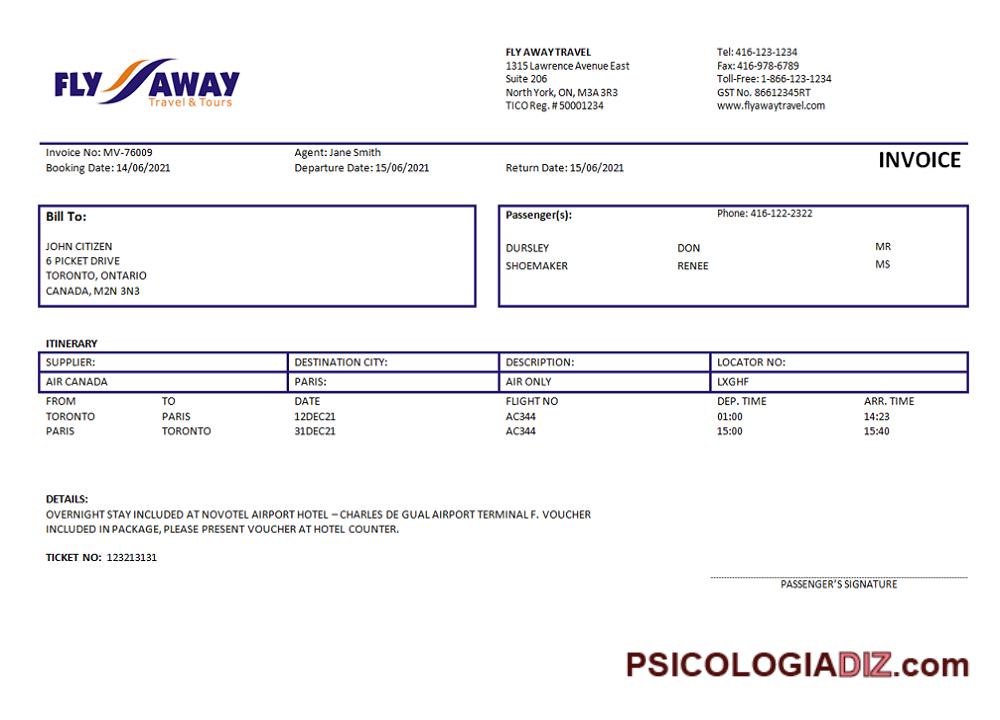 FLY AWAY
Travel & Tours
FLY AWAY TRAVEL
1315 Lawrence Avenue East
Suite 206
North York, ON, M3A 3R3
TICO Reg. # 50001234
Tel: 416-123-1234
Fax: 416-978-6789
Toll-Free: 1-866-123-1234
GST No. 86612345RT
www.flyawaytravel.com
Invoice No: MV-76009 Agent: Jane Smith
INVOICE
Booking Date: 14/06/2021 Departure Date: 15/06/2021 Return Date: 15/06/2021
Bill To:
JOHN CITIZEN
6 PICKET DRIVE
TORONTO, ONTARIO
CANADA, M2N 3N3
Passenger(s): Phone: 416-122-2322
DURSLEY DON MR
SHOEMAKER RENEE MS
ITINERARY
SUPPLIER: DESTINATION CITY: DESCRIPTION: LOCATOR NO:
AIR CANADA PARIS: AIR ONLY LXGHF
FROM TO DATE FLIGHT NO DEP. TIME ARR. TIME
TORONTO PARIS 12DEC21 AC344 01:00 14:23
PARIS TORONTO 31DEC21 AC344 15:00 15:40
DETAILS:
OVERNIGHT STAY INCLUDED AT NOVOTEL AIRPORT HOTEL – CHARLES DE GUAL AIRPORT TERMINAL F. VOUCHER
INCLUDED IN PACKAGE, PLEASE PRESENT VOUCHER AT HOTEL COUNTER.
TICKET NO: 123213131
PASSENGER'S SIGNATURE
PSICOLOGIADIZ.com